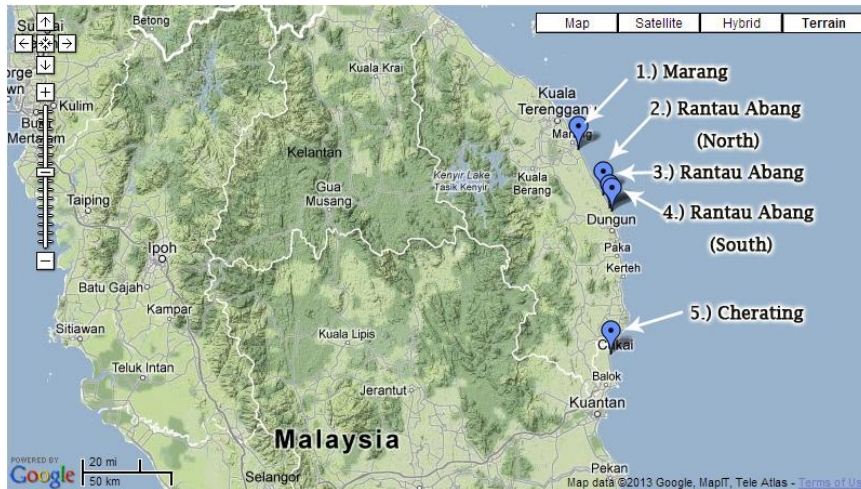 Map
Satellite
Hybrid
Terrain
Betong
Kulim
Taiping
Ipoh
Batu Gajah
Kampar
Sitiawan
Teluk Intan
Kuala Krai
Kelantan
Gua
Musang
Kenyir Lake
Tasik Kenyir
Kuala
Terengganu
Kuala
Berang
Dungun
Paka
Kerteh
Balok
Kuantan
Pekan
Kuala Lipis
Jerantut
Malaysia
Selangor
1.) Marang
2.) Rantau Abang
(North)
3.) Rantau Abang
4.) Rantau Abang
(South)
5.) Cherating
POWERED BY
Google
20 mi
50 km
Map data ©2013 Google, MapIT, Tele Atlas - Terms of Use